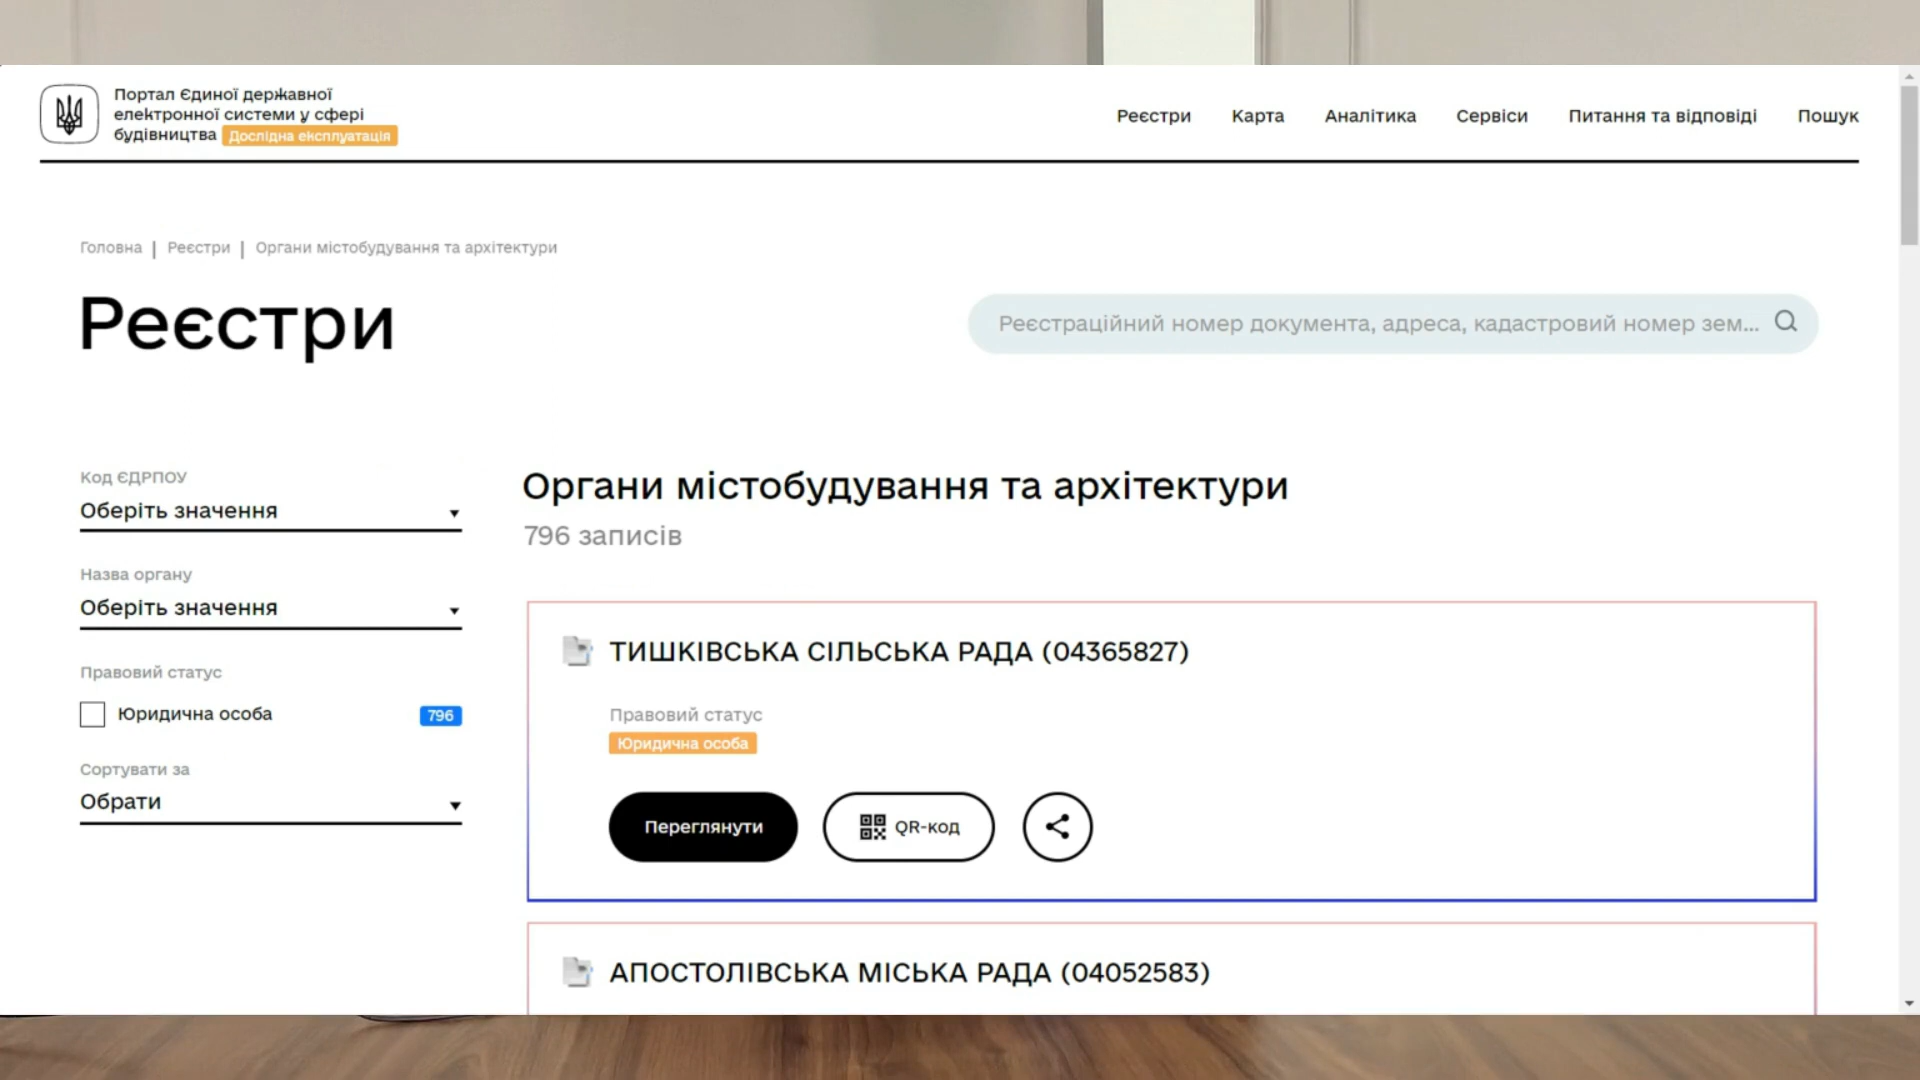 Портал Єдиної державної
електронної системи у сфері
будівництва Дослідна експлуатація
Реєстри Карта Аналітика Сервіси Питання та відповіді Пошук
Головна | Реєстри | Органи містобудування та архітектури
Реєстри
Реєстраційний номер документа, адреса, кадастровий номер зем...
Код ЄДРПОУ
Оберіть значення
Назва органу
Оберіть значення
Правовий статус
Юридична особа 796
Сортувати за
Обрати
Органи містобудування та архітектури
796 записів
ТИШКІВСЬКА СІЛЬСЬКА РАДА (04365827)
Правовий статус
Юридична особа
Переглянути QR-код
АПОСТОЛІВСЬКА МІСЬКА РАДА (04052583)